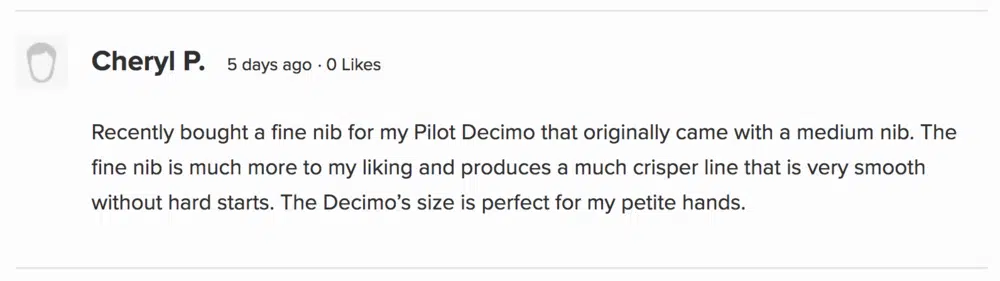 Cheryl P. 5 days ago · 0 Likes
Recently bought a fine nib for my Pilot Decimo that originally came with a medium nib. The
fine nib is much more to my liking and produces a much crisper line that is very smooth
without hard starts. The Decimo’s size is perfect for my petite hands.